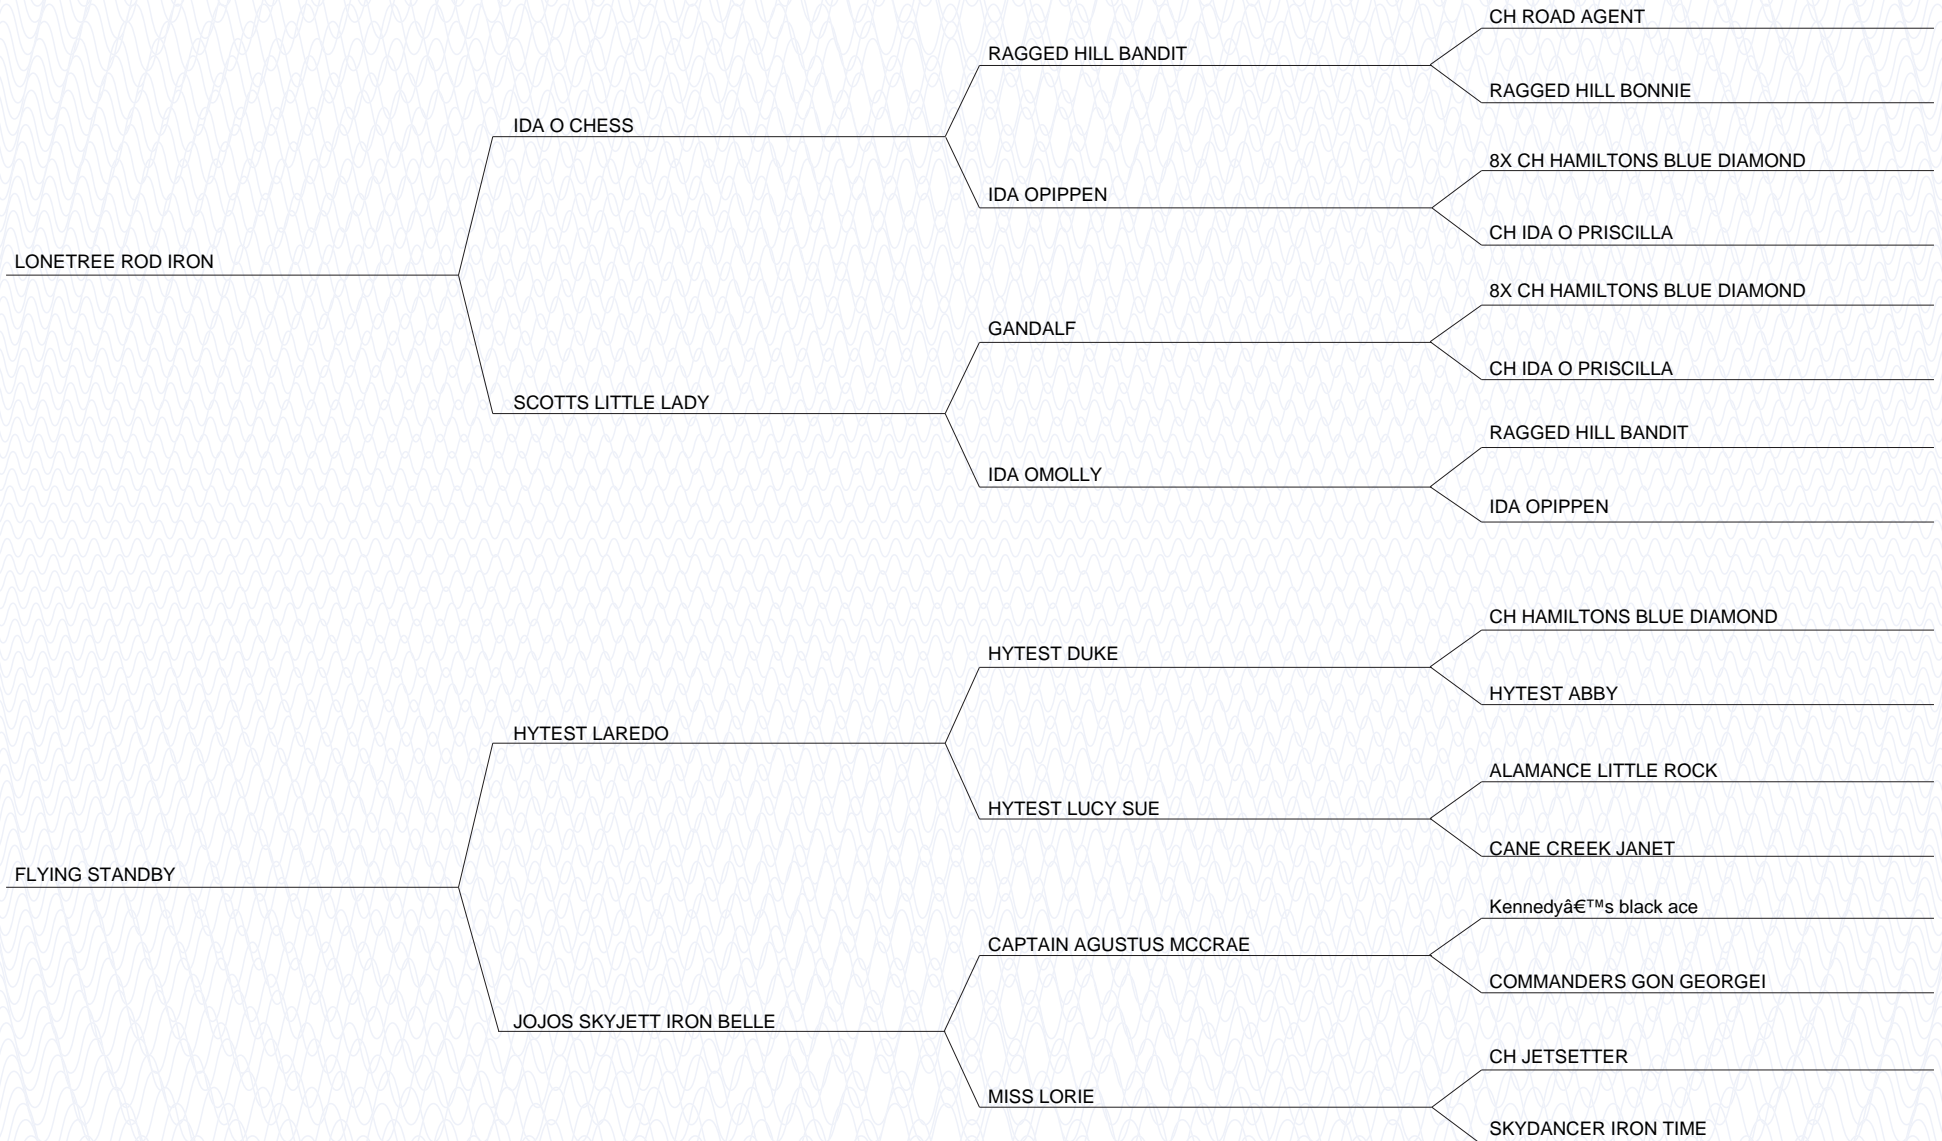 CH ROAD AGENT
RAGGED HILL BANDIT
RAGGED HILL BONNIE
IDA O CHESS
8X CH HAMILTONS BLUE DIAMOND
IDA OPIPPEN
CH IDA O PRISCILLA
LONETREE ROD IRON
8X CH HAMILTONS BLUE DIAMOND
GANDALF
CH IDA O PRISCILLA
SCOTTS LITTLE LADY
RAGGED HILL BANDIT
IDA OMOLLY
IDA OPIPPEN
CH HAMILTONS BLUE DIAMOND
HYTEST DUKE
HYTEST ABBY
HYTEST LAREDO
ALAMANCE LITTLE ROCK
HYTEST LUCY SUE
CANE CREEK JANET
FLYING STANDBY
Kennedyâ€™s black ace
CAPTAIN AGUSTUS MCCRAE
COMMANDERS GON GEORGEI
JOJOS SKYJETT IRON BELLE
CH JETSETTER
MISS LORIE
SKYDANCER IRON TIME